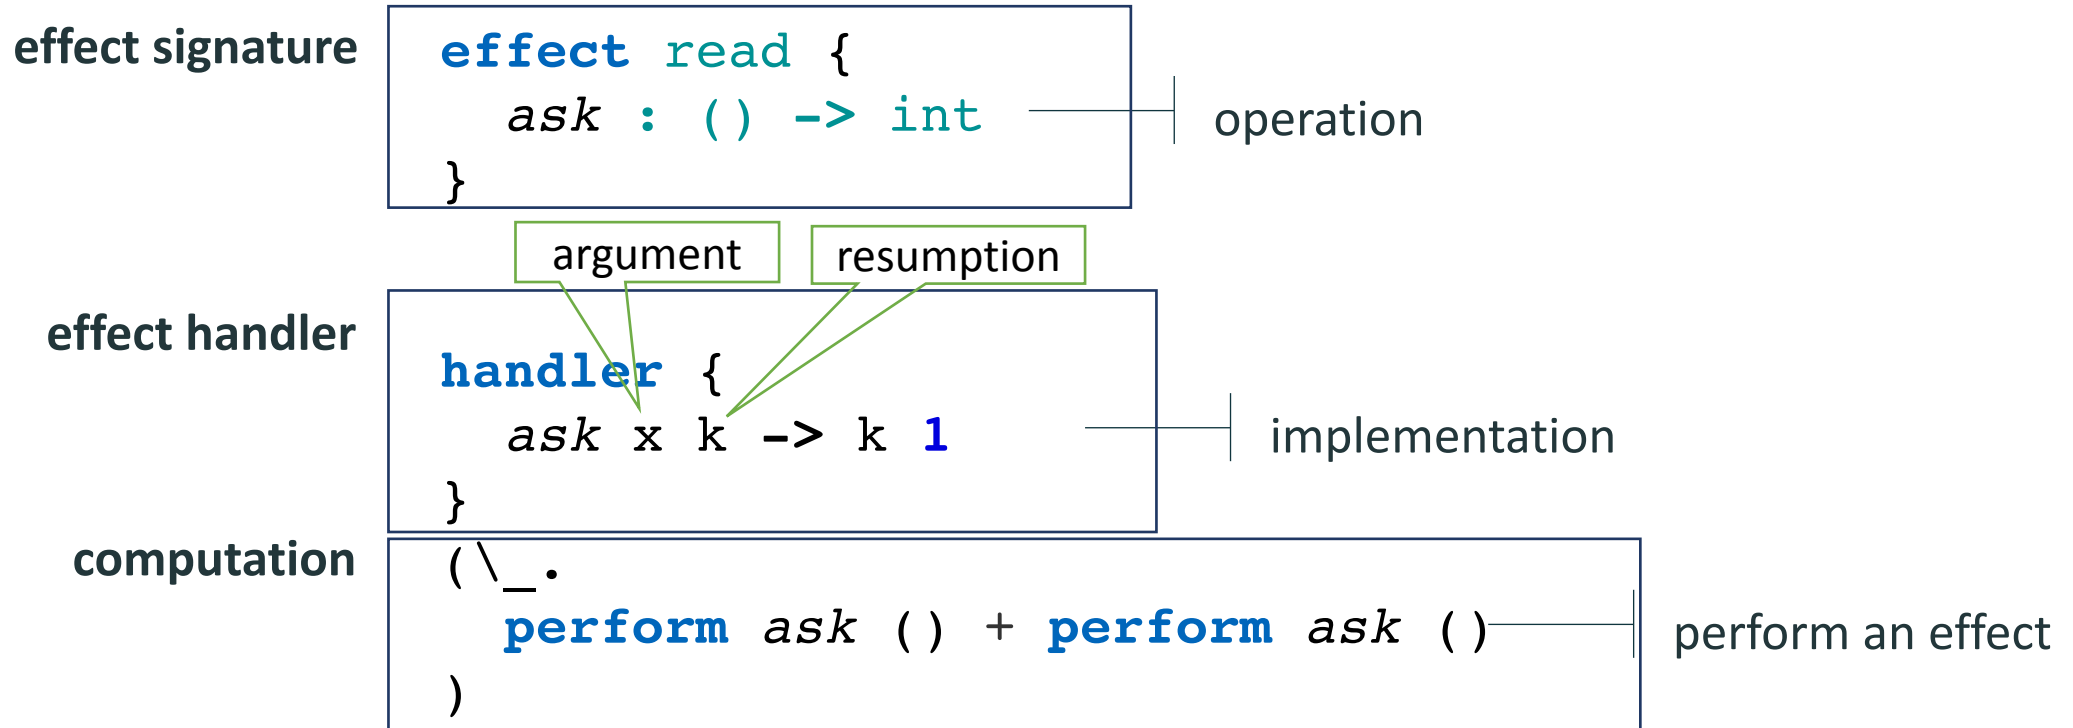 effect signature
effect read {
ask : () -> int
}
operation
argument
resumption
effect handler
handler {
ask x k -> k 1
}
implementation
computation
(\_.
perform ask () + perform ask ()
)
perform an effect